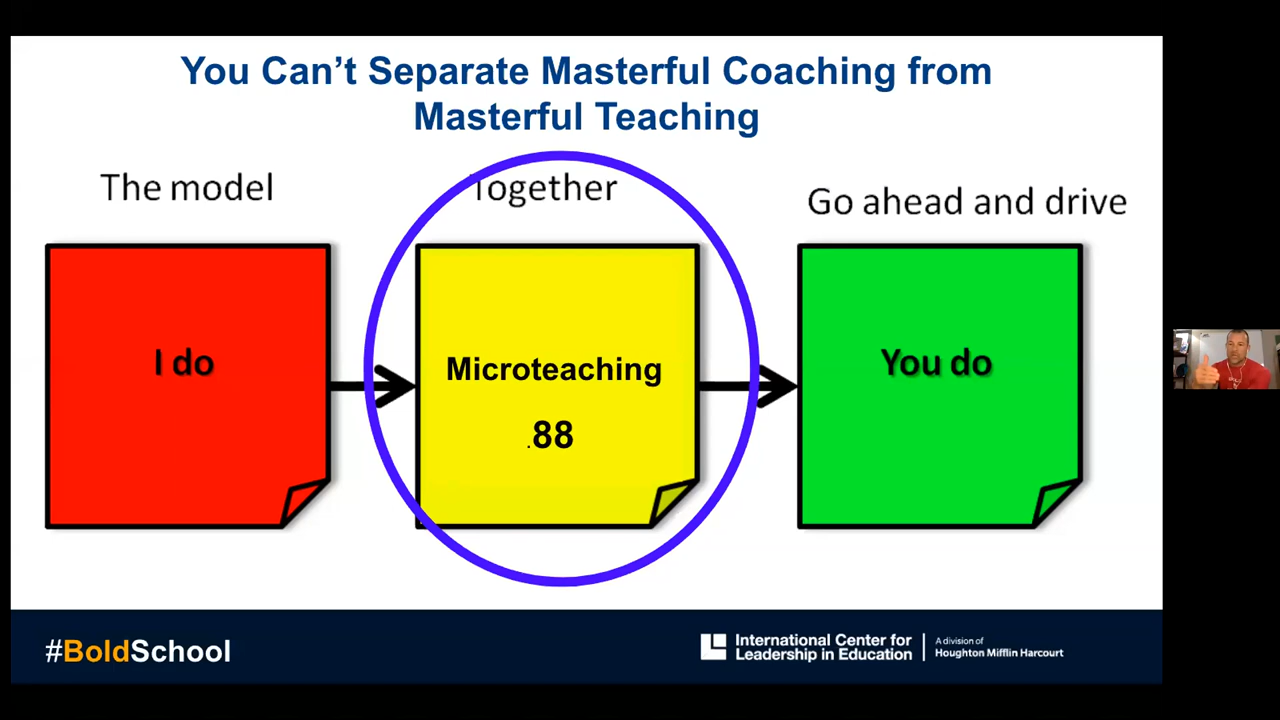 You Can’t Separate Masterful Coaching from
Masterful Teaching
The model
Together
Go ahead and drive
I do
Microteaching
.88
You do
#BoldSchool
International Center for
Leadership in Education
A division of
Houghton Mifflin Harcourt